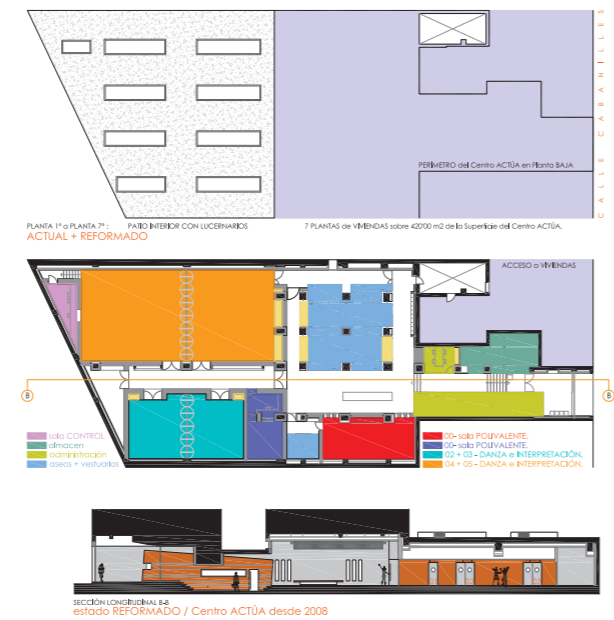 CALLE CABANILLES
PERÍMETRO del Centro ACTÚA en Planta BAJA
PLANTA 1ª a PLANTA 7ª : PATIO INTERIOR CON LUCERNARIOS
7 PLANTAS de VIVIENDAS sobre 420'00 m2 de la Superficie del Centro ACTÚA.
ACTUAL + REFORMADO
ACCESO a VIVIENDAS
B
B
sala CONTROL
almacen
administración
aseos + vestuarios
00- sala POLIVALENTE.
00- sala POLIVALENTE.
02 + 03 - DANZA e INTERPRETACIÓN.
04 + 05 - DANZA e INTERPRETACIÓN.
SECCIÓN LONGITUDINAL B-B
estado REFORMADO / Centro ACTÚA desde 2008